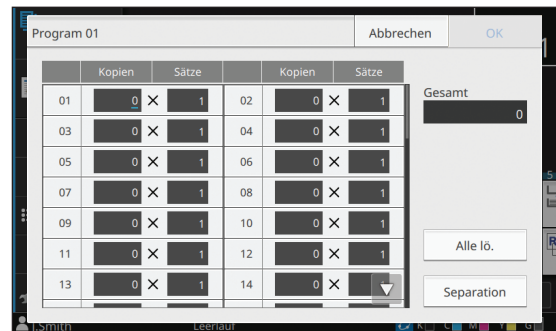 Program 01 Abbrechen OK
Kopien Sätze Kopien Sätze Gesamt
01 0 × 1 02 0 × 1 0
03 0 × 1 04 0 × 1
05 0 × 1 06 0 × 1
07 0 × 1 08 0 × 1
09 0 × 1 10 0 × 1
11 0 × 1 12 0 × 1 Alle lö.
13 0 × 1 14 0 × Separation
J.Smith Leerlauf K C M Y G